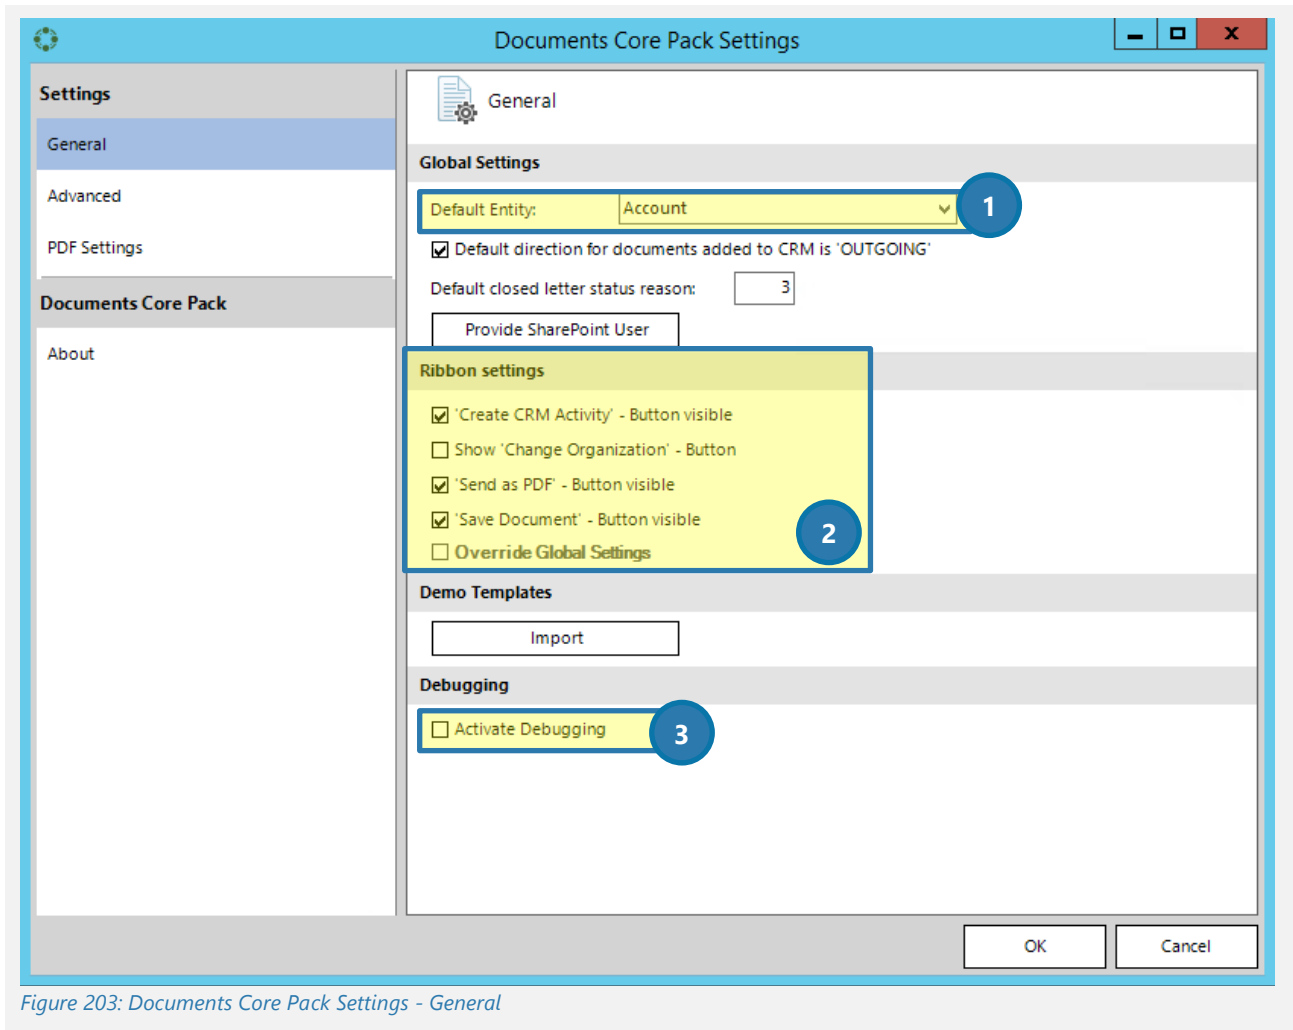 Documents Core Pack Settings
X
Settings
General
Advanced
PDF Settings
Documents Core Pack
About
General
Global Settings
Default Entity: Account
1
Default direction for documents added to CRM is 'OUTGOING'
Default closed letter status reason: 3
Provide SharePoint User
Ribbon settings
'Create CRM Activity' - Button visible
Show 'Change Organization' - Button
'Send as PDF' - Button visible
'Save Document' - Button visible
2
Override Global Settings
Demo Templates
Import
Debugging
Activate Debugging
3
OK Cancel
Figure 203: Documents Core Pack Settings - General